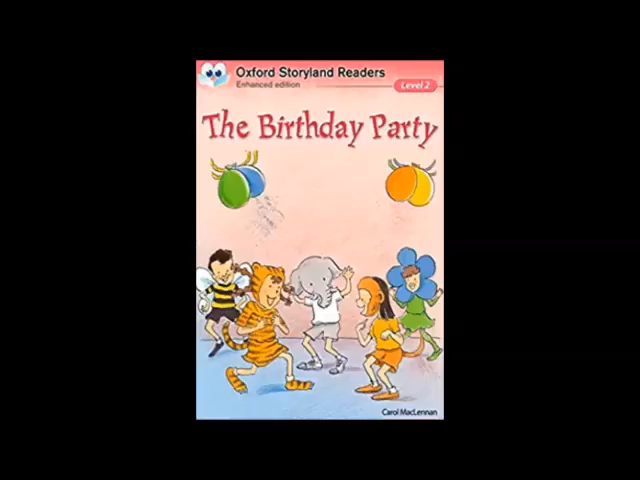 Oxford Storyland Readers
Enhanced edition
Level 2
The Birthday Party
Carol MacLennan